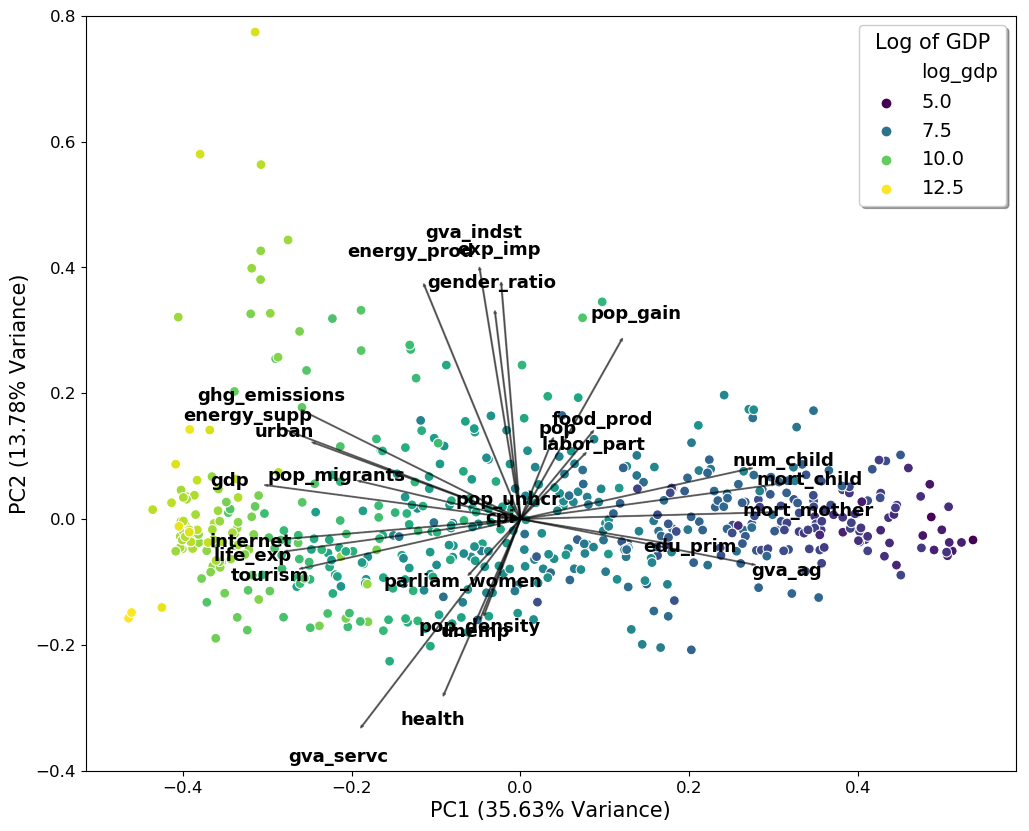 Log of GDP
log_gdp
5.0
7.5
10.0
12.5
PC2 (13.78% Variance)
0.8
0.6
0.4
0.2
0.0
−0.2
−0.4
gva_indst
energy_prod
exp_imp
gender_ratio
pop_gain
ghg_emissions
energy_supp
urban
food_prod
pop
labor_part
gdp
pop_migrants
num_child
mort_child
pop_unhcr
cpi
mort_mother
internet
life_exp
tourism
edu_prim
gva_ag
parliam_women
pop_density
unemp
health
gva_servc
−0.4
−0.2
0.0
0.2
0.4
PC1 (35.63% Variance)